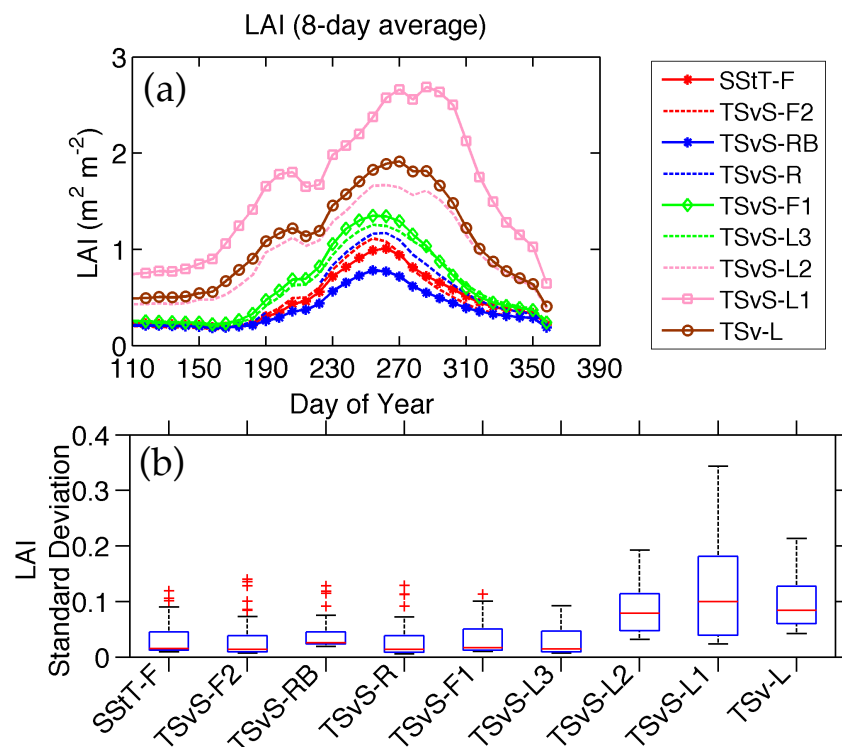 LAI (8-day average)
(a)
3
2
1
0
LAI (m² m⁻²)
110 150 190 230 270 310 350 390
Day of Year
SStT-F
TSvS-F2
TSvS-RB
TSvS-R
TSvS-F1
TSvS-L3
TSvS-L2
TSvS-L1
TSv-L
(b)
0.4
0.3
0.2
0.1
0
LAI
Standard Deviation
SStT-F TSvS-F2 TSvS-RB TSvS-R TSvS-F1 TSvS-L3 TSvS-L2 TSvS-L1 TSv-L